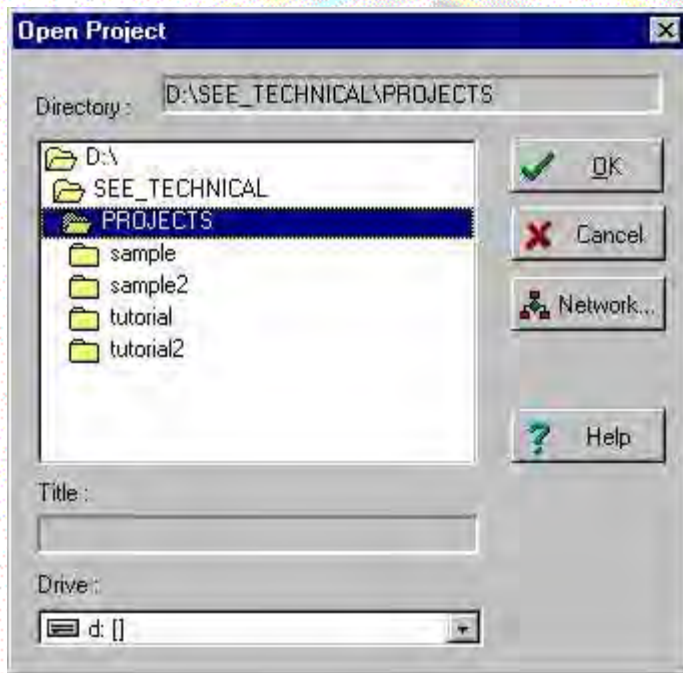 Open Project
Directory : D:\SEE_TECHNICAL\PROJECTS
D:\
SEE_TECHNICAL
PROJECTS
sample
sample2
tutorial
tutorial2
OK
Cancel
Network...
Help
Title :
Drive :
d: []